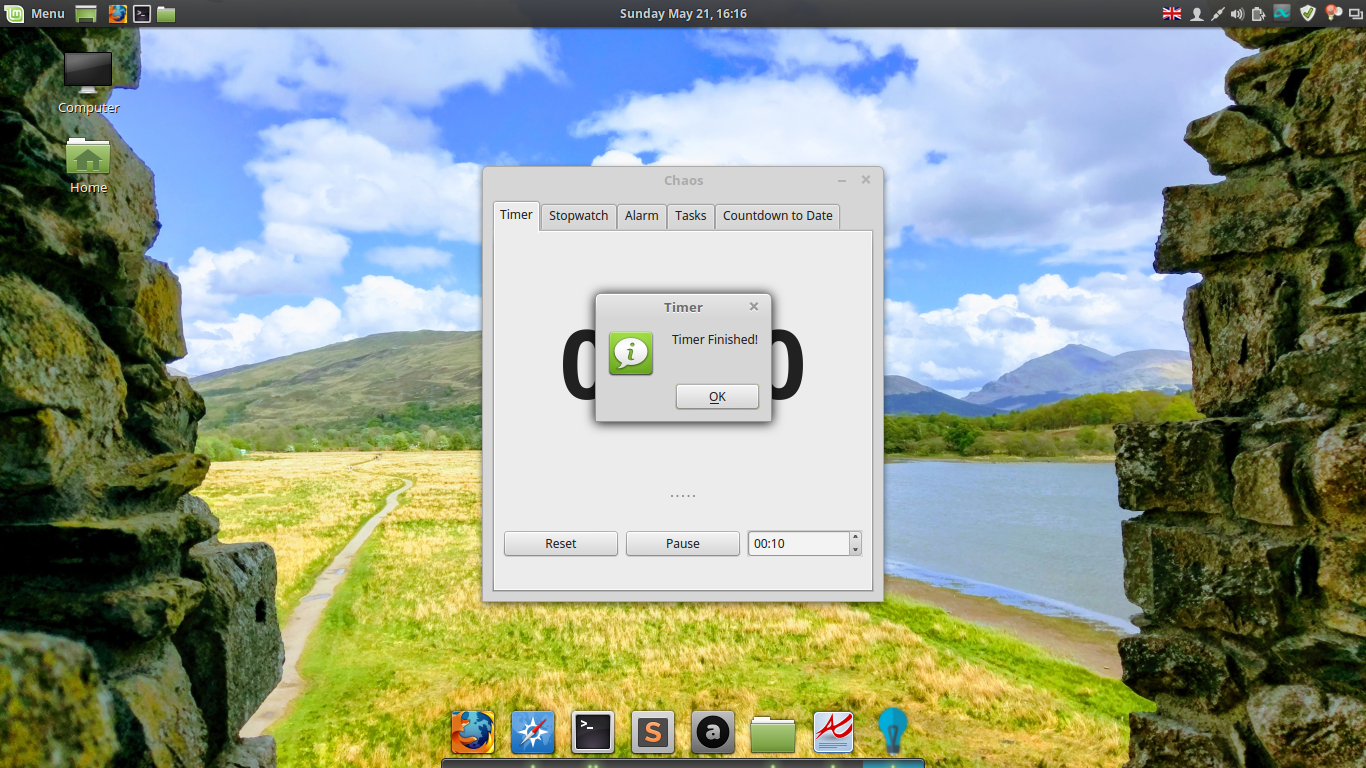 Menu
Sunday May 21, 16:16
Computer
Home
Chaos
Timer Stopwatch Alarm Tasks Countdown to Date
Timer
Timer Finished!
OK
0 0
.....
Reset Pause 00:10
>_ S a